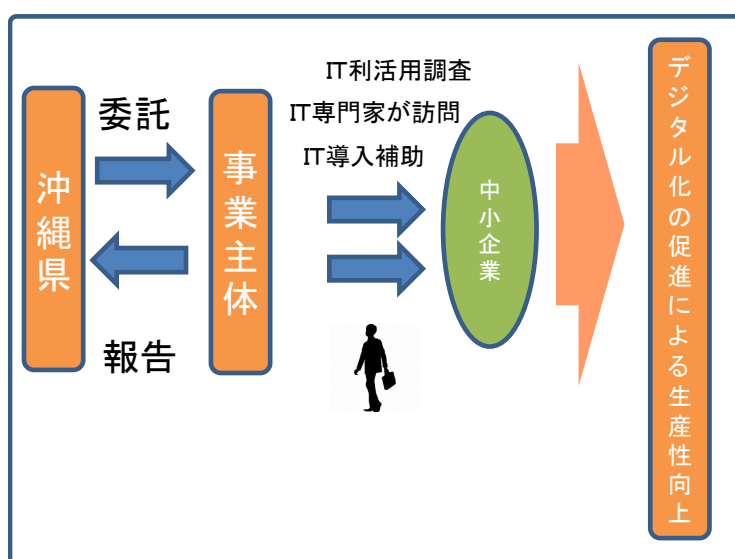 沖縄県
委託
報告
事業主体
IT利活用調査
IT専門家が訪問
IT導入補助
中小企業
デジタル化の促進による生産性向上